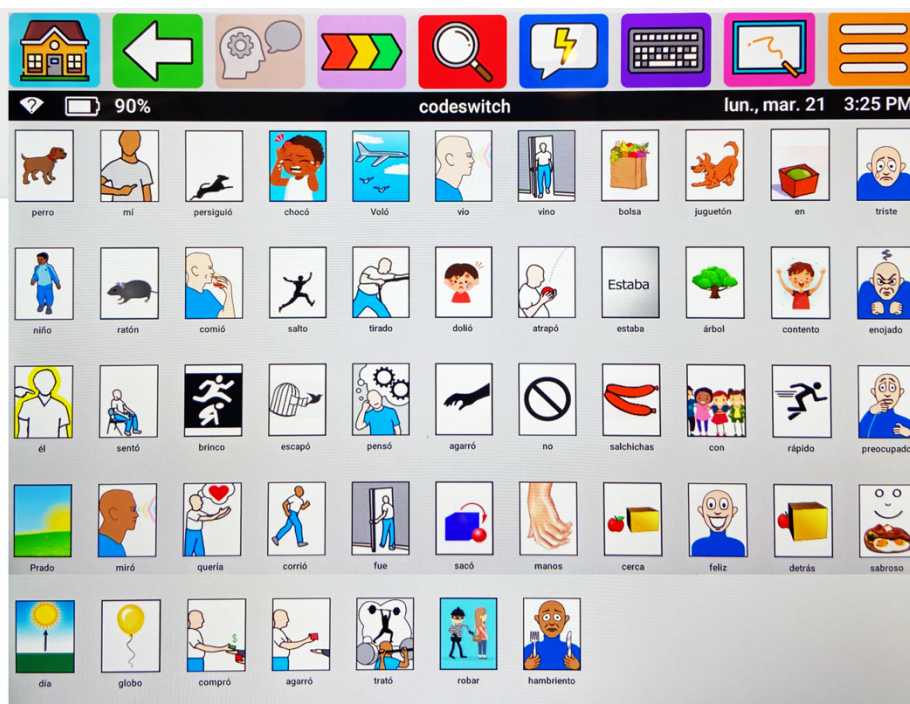 90% codeswitch lun., mar. 21 3:25 PM
perro mí persiguió chocó Voló vio vino bolsa juguetón en triste
Estaba
niño ratón comió salto tirado dolió atrapó estaba árbol contento enojado
él sentó brinco escapó pensó agarró no salchichas con rápido preocupado
Prado miró quería corrió fue sacó manos cerca feliz detrás sabroso
día globo compró agarró trató robar hambriento